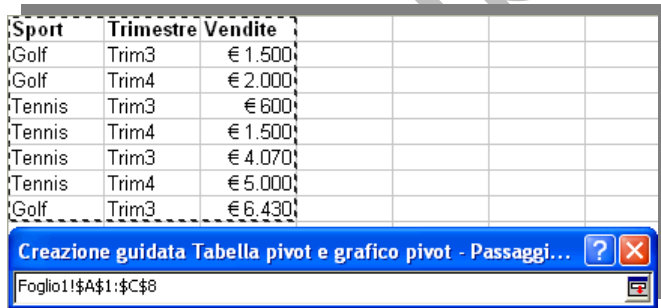 Sport Trimestre Vendite
Golf Trim3 € 1.500
Golf Trim4 € 2.000
Tennis Trim3 € 600
Tennis Trim4 € 1.500
Tennis Trim3 € 4.070
Tennis Trim4 € 5.000
Golf Trim3 € 6.430
Creazione guidata Tabella pivot e grafico pivot - Passaggi...
Foglio1!$A$1:$C$8